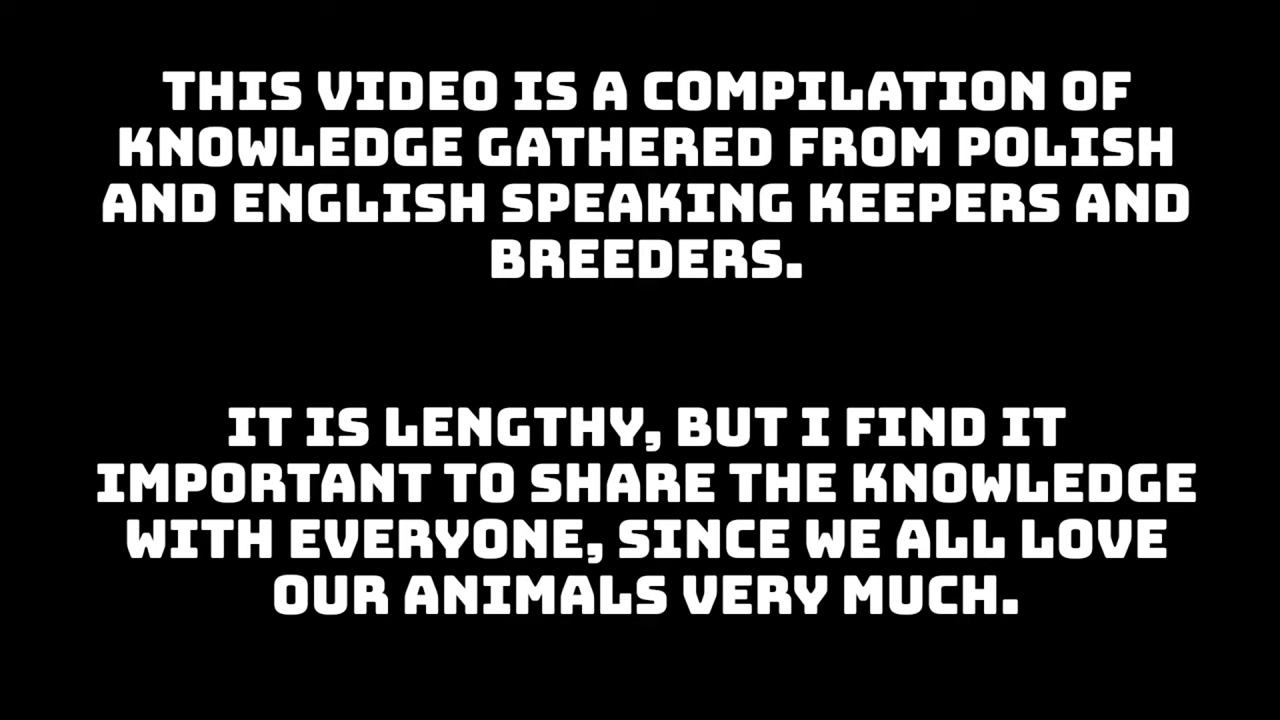 THIS VIDEO IS A COMPILATION OF
KNOWLEDGE GATHERED FROM POLISH
AND ENGLISH SPEAKING KEEPERS AND
BREEDERS.
IT IS LENGTHY, BUT I FIND IT
IMPORTANT TO SHARE THE KNOWLEDGE
WITH EVERYONE, SINCE WE ALL LOVE
OUR ANIMALS VERY MUCH.